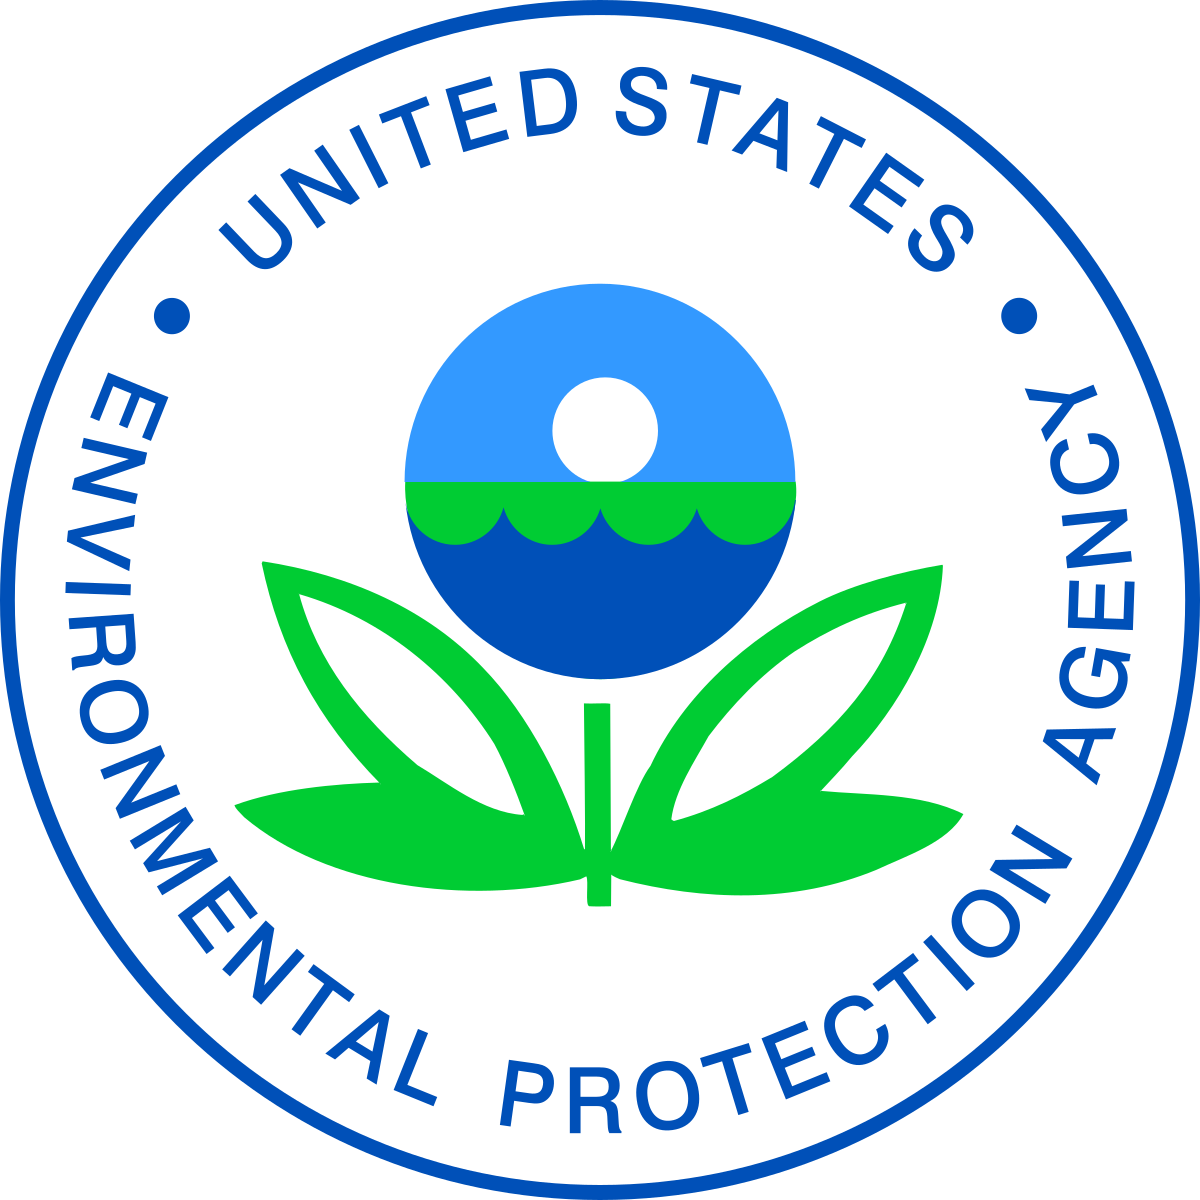 UNITED STATES
ENVIRONMENTAL PROTECTION AGENCY